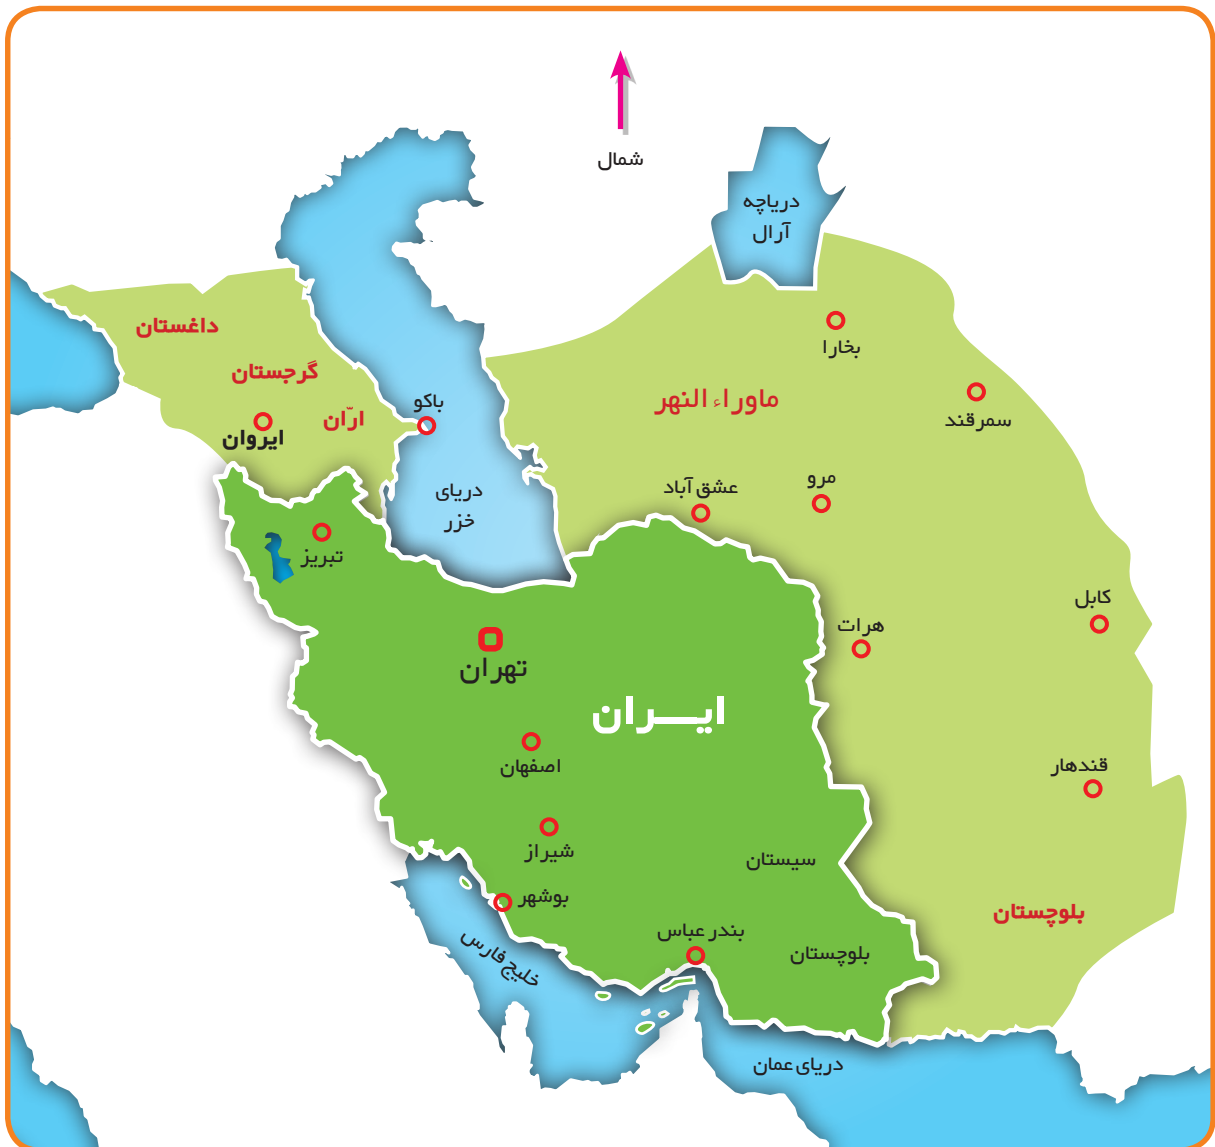 شمال
دریاچه
آرال
داغستان
گرجستان
ارّان
ایروان
باکو
دریای
خزر
بخارا
ماوراء النهر
سمرقند
مرو
عشق آباد
تبریز
کابل
هرات
تهران
ایــران
اصفهان
قندهار
شیراز
سیستان
بوشهر
بلوچستان
بندر عباس
خلیج فارس
بلوچستان
دریای عمان